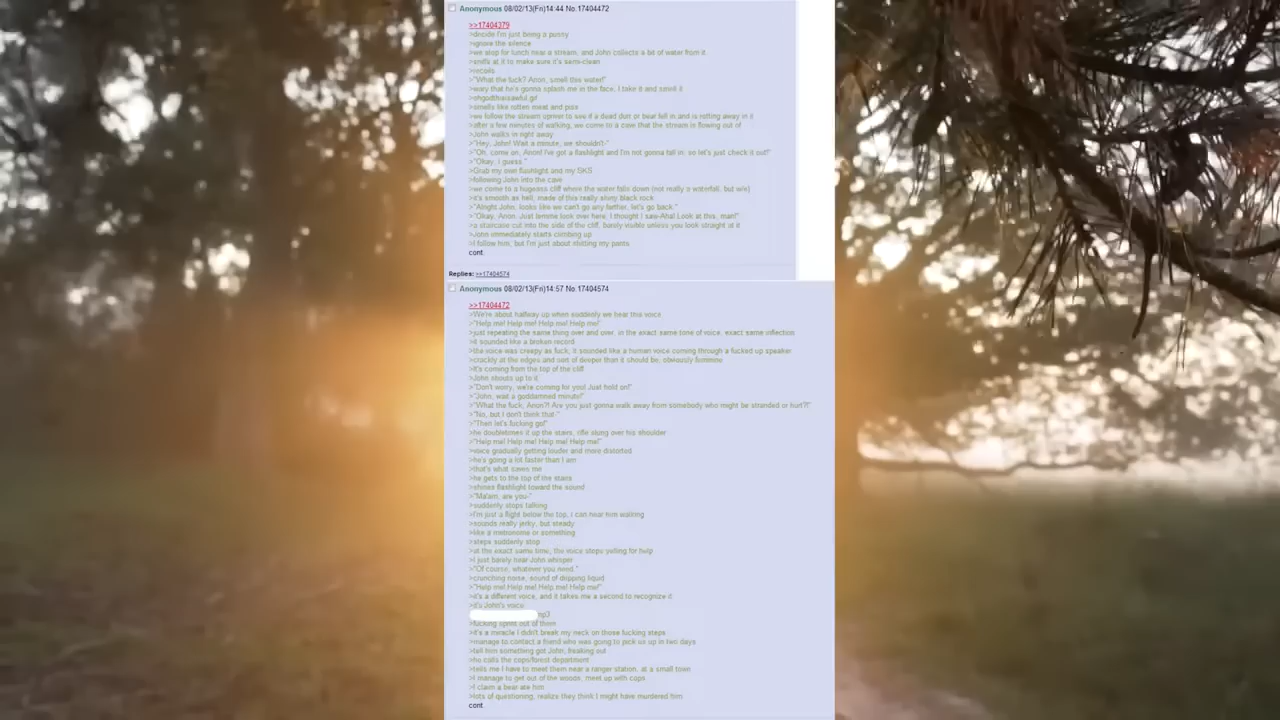 Anonymous 08/02/13(Fri)14:44 No.17404472
>>17404379
>decide I'm just being a pussy
>ignore the silence
>we stop for lunch near a stream, and John collects a bit of water from it
>sniffs at it to make sure it's semi-clean
>recoils
>"What the fuck? Anon, smell this water!"
>wary that he's gonna splash me in the face, I take it and smell it
>ohgodthisisawful.gif
>smells like rotten meat and piss
>we follow the stream upriver to see if a dead deer or bear fell in and is rotting away in it
>after a few minutes of walking, we come to a cave that the stream is flowing out of
>John walks in right away
>"Hey, John! Wait a minute, we shouldn't-"
>"Oh, come on, Anon! I've got a flashlight and I'm not goona fall in, so let's just check it out!"
>"Okay, I guess."
>Grab my own flashlight and my SKS
>following John into the cave
>we come to a hugeass cliff where the water falls down (not really a waterfall, but w/e)
>it's smooth as hell, made of this really shiny black rock
>"Alright John, looks like we can't go any farther, let's go back."
>"Okay, Anon. Just lemme look over here, I thought I saw-Aha! Look at this, man!"
>a staircase cut into the side of the cliff, barely visible unless you look straight at it
>John immediately starts climbing up
>I follow him, but I'm just about shitting my pants
cont
Replies: >>17404574
Anonymous 08/02/13(Fri)14:57 No.17404574
>>17404472
>We're about halfway up when suddenly we hear this voice
>"Help me! Help me! Help me! Help me!"
>just repeating the same thing over and over, in the exact same tone of voice, exact same inflection
>it sounded like a broken record
>the voice was creepy as fuck, it sounded like a human voice coming through a fucked up speaker
>crackly at the edges and sort of deeper than it should be, obviously feminine
>it's coming from the top of the cliff
>John shouts up to it
>"Don't worry, we're coming for you! Just hold on!"
>"John, wait a goddamned minute!"
>"What the fuck, Anon?! Are you just gonna walk away from somebody who might be stranded or hurt?!"
>"No, but I don't think that-"
>"Then let's fucking go!"
>he doubletimes it up the stairs, rifle slung over his shoulder
>"Help me! Help me! Help me! Help me!"
>voice gradually getting louder and more distorted
>he's going a lot faster than I am
>that's what saves me
>he gets to the top of the stairs
>shines flashlight toward the sound
>"Ma'am, are you-"
>suddenly stops talking
>I'm just a flight below the top, I can hear him walking
>sounds really jerky, but steady
>like a metronome or something
>steps suddenly stop
>at the exact same time, the voice stops yelling for help
>I just barely hear John whisper
>"Of course, whatever you need."
>crunching noise, sound of dripping liquid
>"Help me! Help me! Help me! Help me!"
>it's a different voice, and it takes me a second to recognize it
>it's John's voice
mp3
>fucking sprint out of there
>it's a miracle I didn't break my neck on those fucking steps
>manage to contact a friend who was going to pick us up in two days
>tell him something got John, freaking out
>he calls the cops/forest department
>tells me I have to meet them near a ranger station, at a small town
>I manage to get out of the woods, meet up with cops
>I claim a bear ate him
>lots of questioning, realize they think I might have murdered him
cont